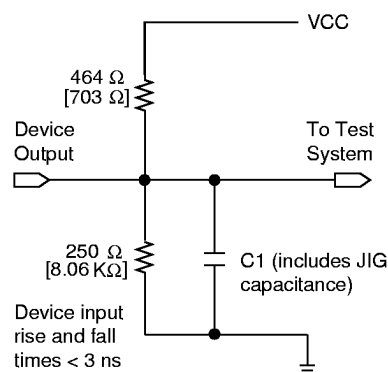 VCC
464 Ω
[703 Ω]
Device
Output
To Test
System
250 Ω
[8.06 KΩ]
C1 (includes JIG
capacitance)
Device input
rise and fall
times < 3 ns